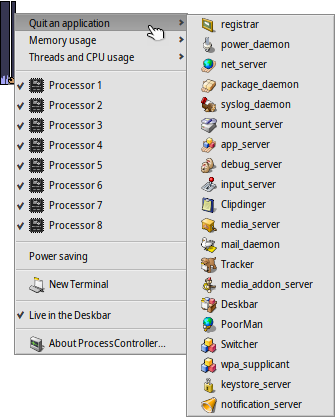 Quit an application
Memory usage
Threads and CPU usage
Processor 1
Processor 2
Processor 3
Processor 4
Processor 5
Processor 6
Processor 7
Processor 8
Power saving
New Terminal
Live in the Deskbar
About ProcessController...
registrar
power_daemon
net_server
package_daemon
syslog_daemon
mount_server
app_server
debug_server
input_server
Clipdinger
media_server
mail_daemon
Tracker
media_addon_server
Deskbar
PoorMan
Switcher
wpa_supplicant
keystore_server
notification_server